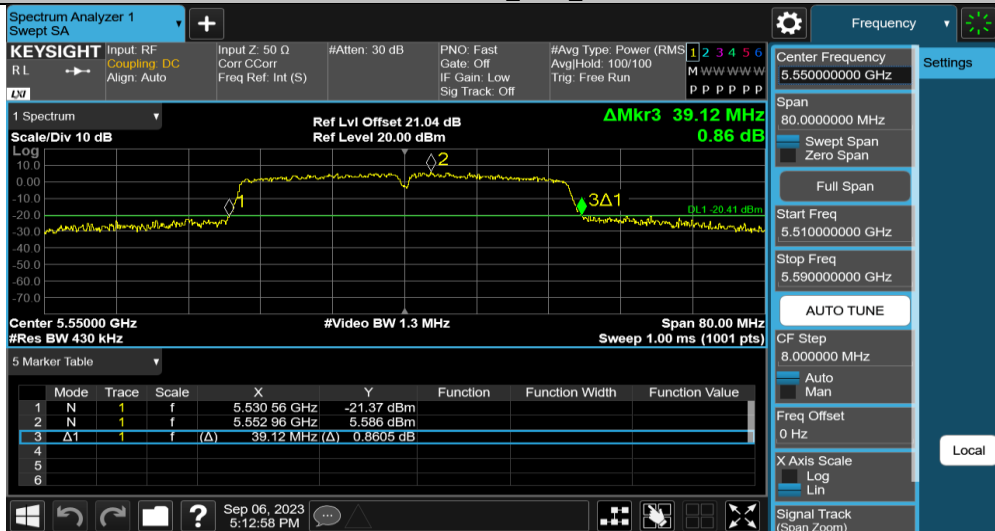 Spectrum Analyzer 1
Swept SA
Frequency
KEYSIGHT
R L
LXI
Input: RF
Coupling: DC
Align: Auto
Input Z: 50 Ω
Corr CCorr
Freq Ref: Int (S)
#Atten: 30 dB
PNO: Fast
Gate: Off
IF Gain: Low
Sig Track: Off
#Avg Type: Power (RMS
Avg|Hold: 100/100
Trig: Free Run
1 2 3 4 5 6
M W W W W W
P P P P P P
1 Spectrum
Scale/Div 10 dB
Ref Lvl Offset 21.04 dB
Ref Level 20.00 dBm
ΔMkr3 39.12 MHz
0.86 dB
Log
10.0
0.00
-10.0
-20.0
-30.0
-40.0
-50.0
-60.0
-70.0
1
2
3Δ1
DL1 -20.41 dBm
Center 5.55000 GHz
#Video BW 1.3 MHz
Span 80.00 MHz
#Res BW 430 kHz
Sweep 1.00 ms (1001 pts)
5 Marker Table
Mode Trace Scale X Y Function Function Width Function Value
1 N 1 f 5.530 56 GHz -21.37 dBm
2 N 1 f 5.552 96 GHz 5.586 dBm
3 Δ1 1 f (Δ) 39.12 MHz (Δ) 0.8605 dB
4
5
6
Sep 06, 2023
5:12:58 PM
Center Frequency
5.550000000 GHz
Span
80.0000000 MHz
Swept Span
Zero Span
Full Span
Start Freq
5.510000000 GHz
Stop Freq
5.590000000 GHz
AUTO TUNE
CF Step
8.000000 MHz
Auto
Man
Freq Offset
0 Hz
X Axis Scale
Log
Lin
Signal Track
(Span Zoom)
Settings
Local